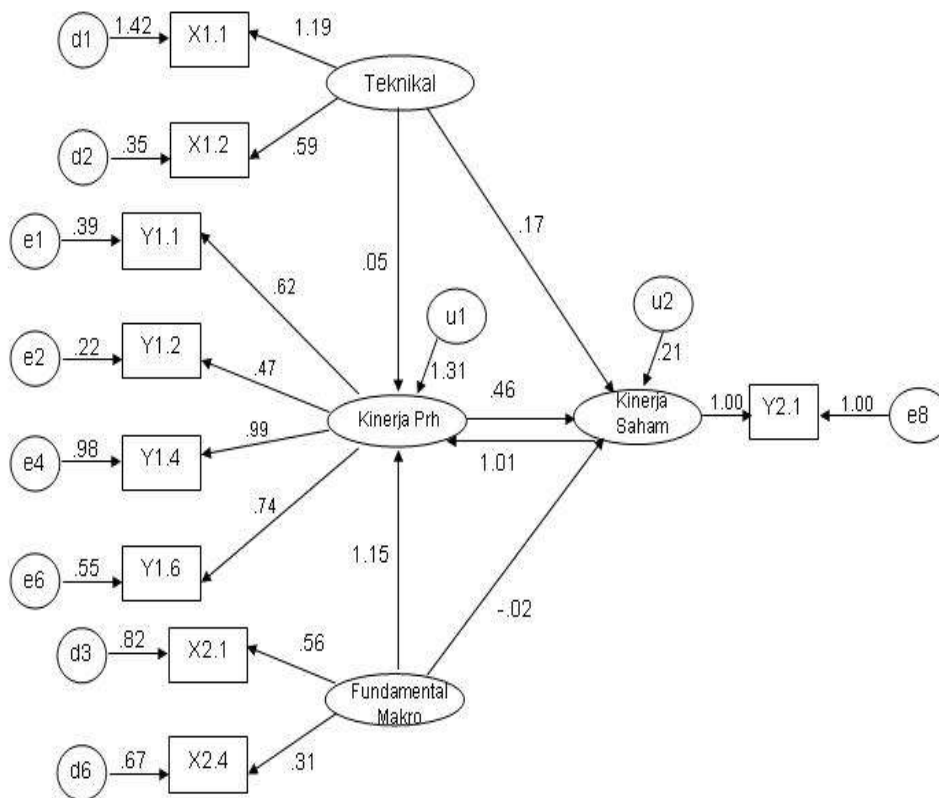 d1
1.42
X1.1
1.19
Teknikal
d2
.35
X1.2
.59
e1
.39
Y1.1
.62
.05
.17
u1
u2
e2
.22
Y1.2
.47
1.31
.21
Kinerja Prh
.46
Kinerja
Saham
1.00
Y2.1
1.00
e8
e4
.98
Y1.4
.99
1.01
.74
e6
.55
Y1.6
1.15
-.02
d3
.82
X2.1
.56
Fundamental
Makro
d6
.67
X2.4
.31